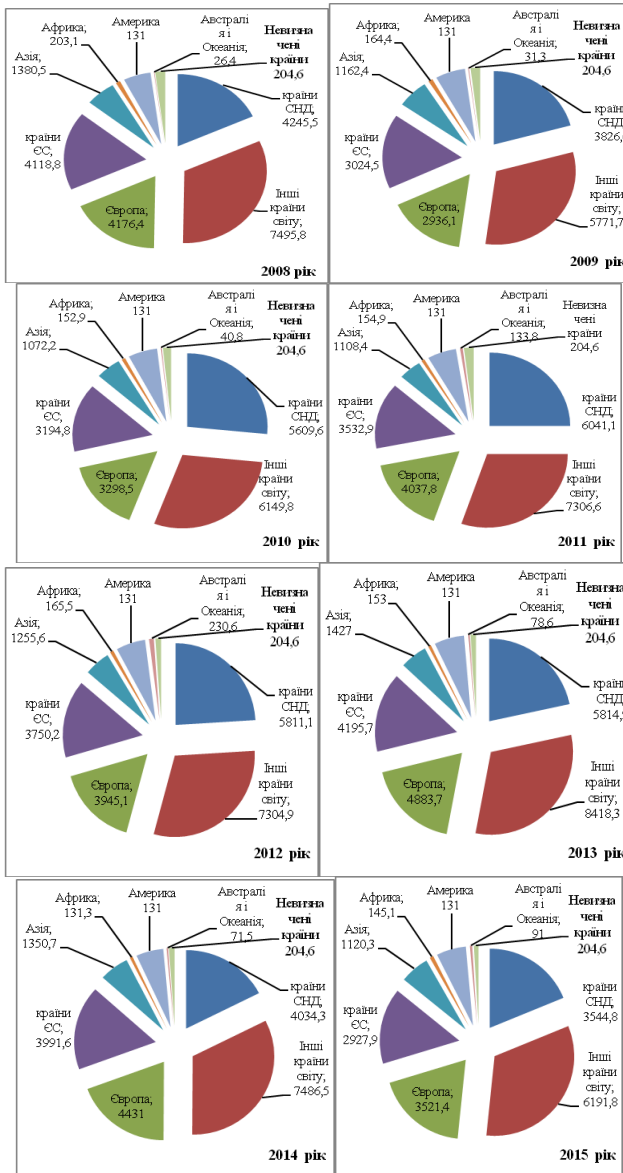 Африка;
203,1
Америка
131
Австралі
я і
Океанія;
26,4
Невизна
чені
країни
204,6
Азія;
1380,5
країни
СНД
4245,5
країни
ЄС;
4118,8
Європа;
4176,4
Інші
країни
світу;
7495,8
2008 рік
Африка;
164,4
Америка
131
Австралі
я і
Океанія;
31,3
Невизна
чені
країни
204,6
Азія;
1162,4
країни
СНД
3826,
країни
ЄС;
3024,5
Європа;
2936,1
Інші
країни
світу;
5771,7
2009 рік
Африка;
152,9
Америка
131
Австралі
я і
Океанія;
40,8
Невизна
чені
країни
204,6
Азія;
1072,2
країни
СНД;
5609,6
країни
ЄС;
3194,8
Європа;
3298,5
Інші
країни
світу;
6149,8
2010 рік
Африка;
154,9
Америка
131
Австралі
я і
Океанія;
133,8
Невизна
чені
країни
204,6
Азія;
1108,4
країни
СНД;
6041,1
країни
ЄС;
3532,9
Європа;
4037,8
Інші
країни
світу;
7306,6
2011 рік
Африка;
165,5
Америка
131
Австралі
я і
Океанія;
230,6
Невизна
чені
країни
204,6
Азія;
1255,6
країни
СНД;
5811,1
країни
ЄС;
3750,2
Європа;
3945,1
Інші
країни
світу;
7304,9
2012 рік
Африка;
153
Америка
131
Австралі
я і
Океанія;
78,6
Невизна
чені
країни
204,6
Азія;
1427
країни
СНД;
5814,
країни
ЄС;
4195,7
Європа;
4883,7
Інші
країни
світу;
8418,3
2013 рік
Африка;
131,3
Америка
131
Австралі
я і
Океанія;
71,5
Невизна
чені
країни
204,6
Азія;
1350,7
країни
СНД;
4034,3
країни
ЄС;
3991,6
Європа;
4431
Інші
країни
світу;
7486,5
2014 рік
Африка;
145,1
Америка
131
Австралі
я і
Океанія;
91
Невизна
чені
країни
204,6
Азія;
1120,3
країни
СНД;
3544,8
країни
ЄС;
2927,9
Європа;
3521,4
Інші
країни
світу;
6191,8
2015 рік